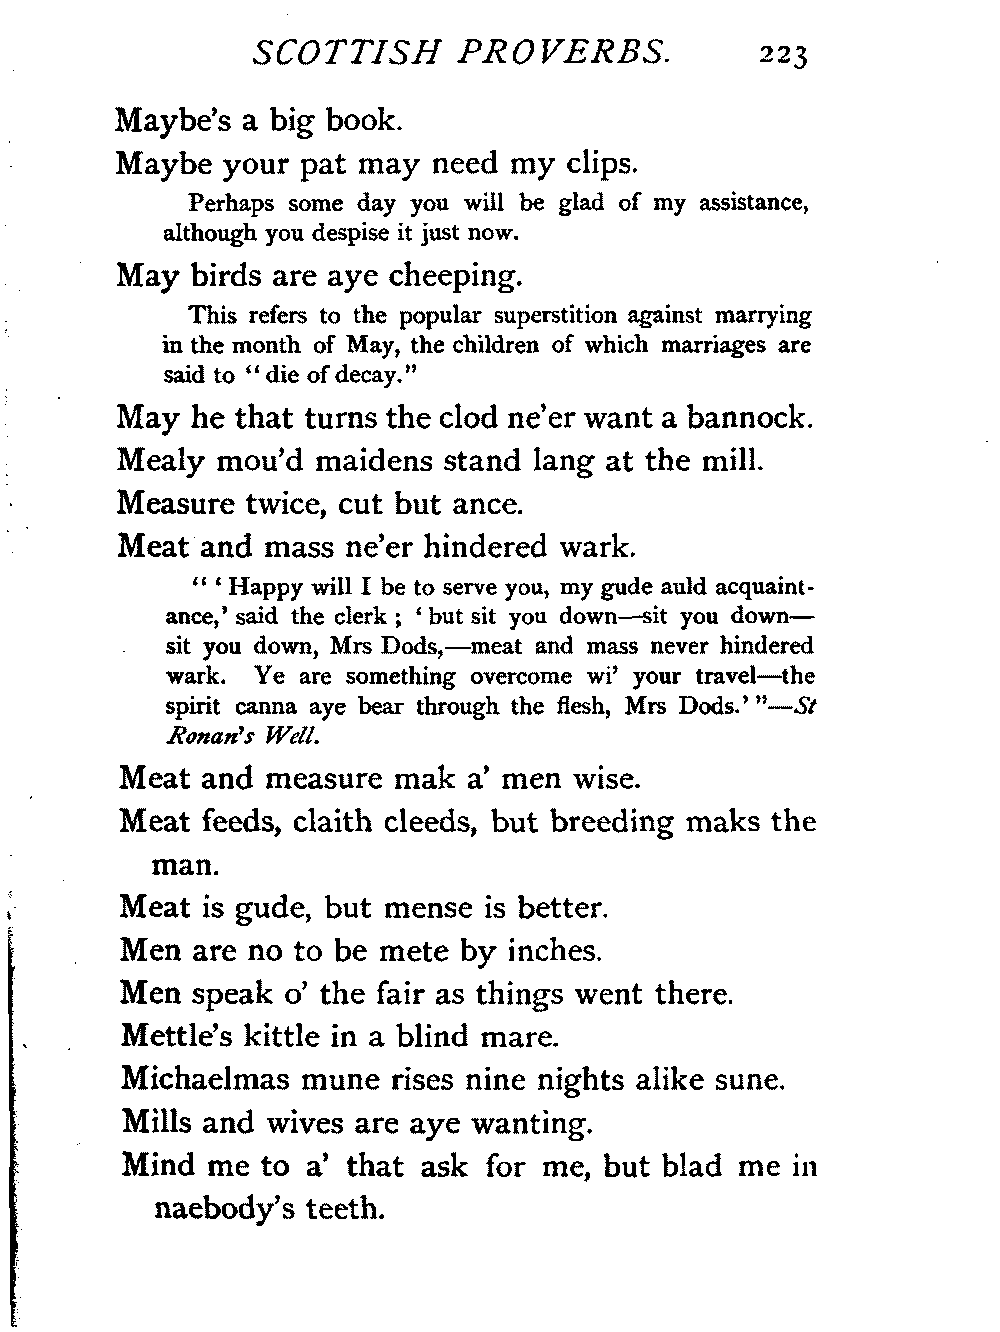 SCOTTISH PROVERBS. 223
Maybe's a big book.
Maybe your pat may need my clips.
Perhaps some day you will be glad of my assistance,
although you despise it just now.
May birds are aye cheeping.
This refers to the popular superstition against marrying
in the month of May, the children of which marriages are
said to "die of decay."
May he that turns the clod ne'er want a bannock.
Mealy mou'd maidens stand lang at the mill.
Measure twice, cut but ance.
Meat and mass ne'er hindered wark.
"'Happy will I be to serve you, my gude auld acquaint-
ance,' said the clerk; 'but sit you down—sit you down—
sit you down, Mrs Dods,—meat and mass never hindered
wark. Ye are something overcome wi' your travel—the
spirit canna aye bear through the flesh, Mrs Dods.'"—St
Ronan's Well.
Meat and measure mak a' men wise.
Meat feeds, claith cleeds, but breeding maks the
man.
Meat is gude, but mense is better.
Men are no to be mete by inches.
Men speak o' the fair as things went there.
Mettle's kittle in a blind mare.
Michaelmas mune rises nine nights alike sune.
Mills and wives are aye wanting.
Mind me to a' that ask for me, but blad me in
naebody's teeth.